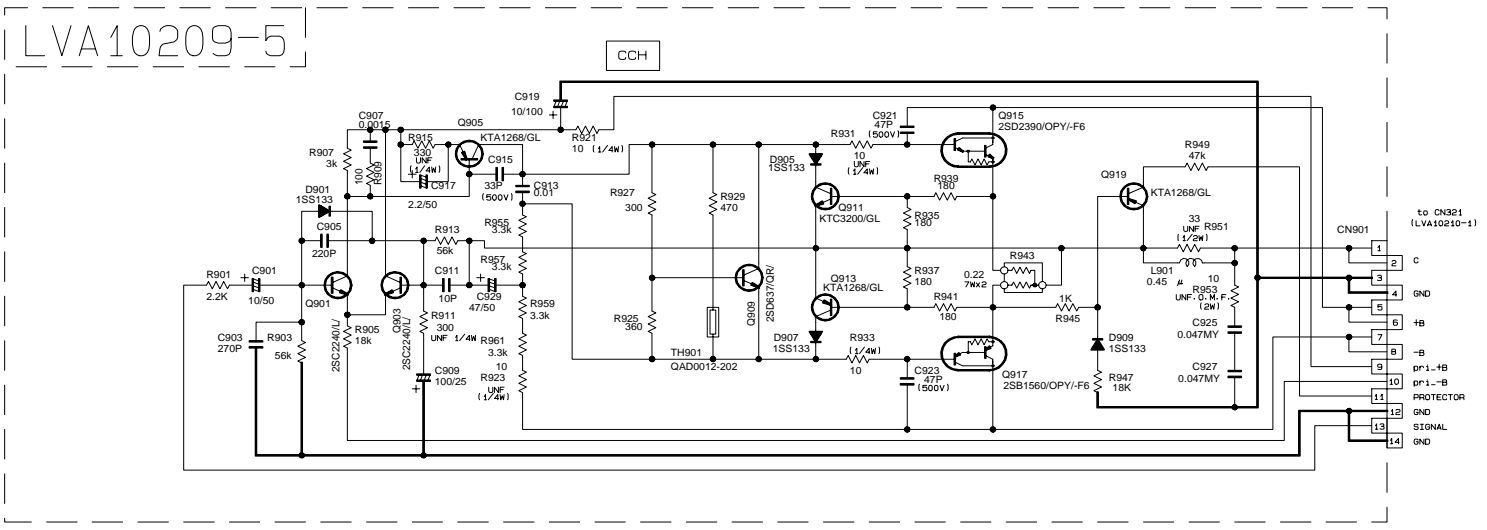 LVA10209-5
CCH
C919
10/100
+
R921
10 (1/4W)
C907
0.0015
R907
3k
R909
100
R915
330
UNF
(1/4W)
+
C917
2.2/50
Q905
KTA1268/GL
C915
33P
(500V)
C913
0.01
D901
1SS133
C905
220P
R913
56k
R955
3.3k
R957
3.3k
R901
2.2K
+
C901
10/50
Q901
2SC2240/L/
Q903
2SC2240/L/
C911
10P
+
C929
47/50
R911
300
UNF 1/4W
R959
3.3k
C903
270P
R903
56k
R905
18k
R961
3.3k
10
R923
UNF
(1/4W)
C909
100/25
+
R927
300
R929
470
R925
360
TH901
QAD0012-202
Q909
2SD637/QR/
D905
1SS133
R931
10
UNF
(1/4W)
C921
47P
(500V)
Q915
2SD2390/OPY/-F6
Q911
KTC3200/GL
R939
180
R935
180
Q913
KTA1268/GL
R937
180
R941
180
D907
1SS133
R933
(1/4W)
10
C923
47P
(500V)
Q917
2SB1560/OPY/-F6
R943
0.22
7Wx2
1K
R945
Q919
KTA1268/GL
R949
47k
33
R951
UNF
(1/2W)
L901
0.45 μ
10
R953
UNF.O.M.F.
(2W)
D909
1SS133
R947
18K
C925
0.047MY
C927
0.047MY
to CN321
(LVA10210-1)
CN901
1
2 C
3
4 GND
5
6 +B
7
8 -B
9 pri_+B
10 pri_-B
11 PROTECTOR
12 GND
13 SIGNAL
14 GND